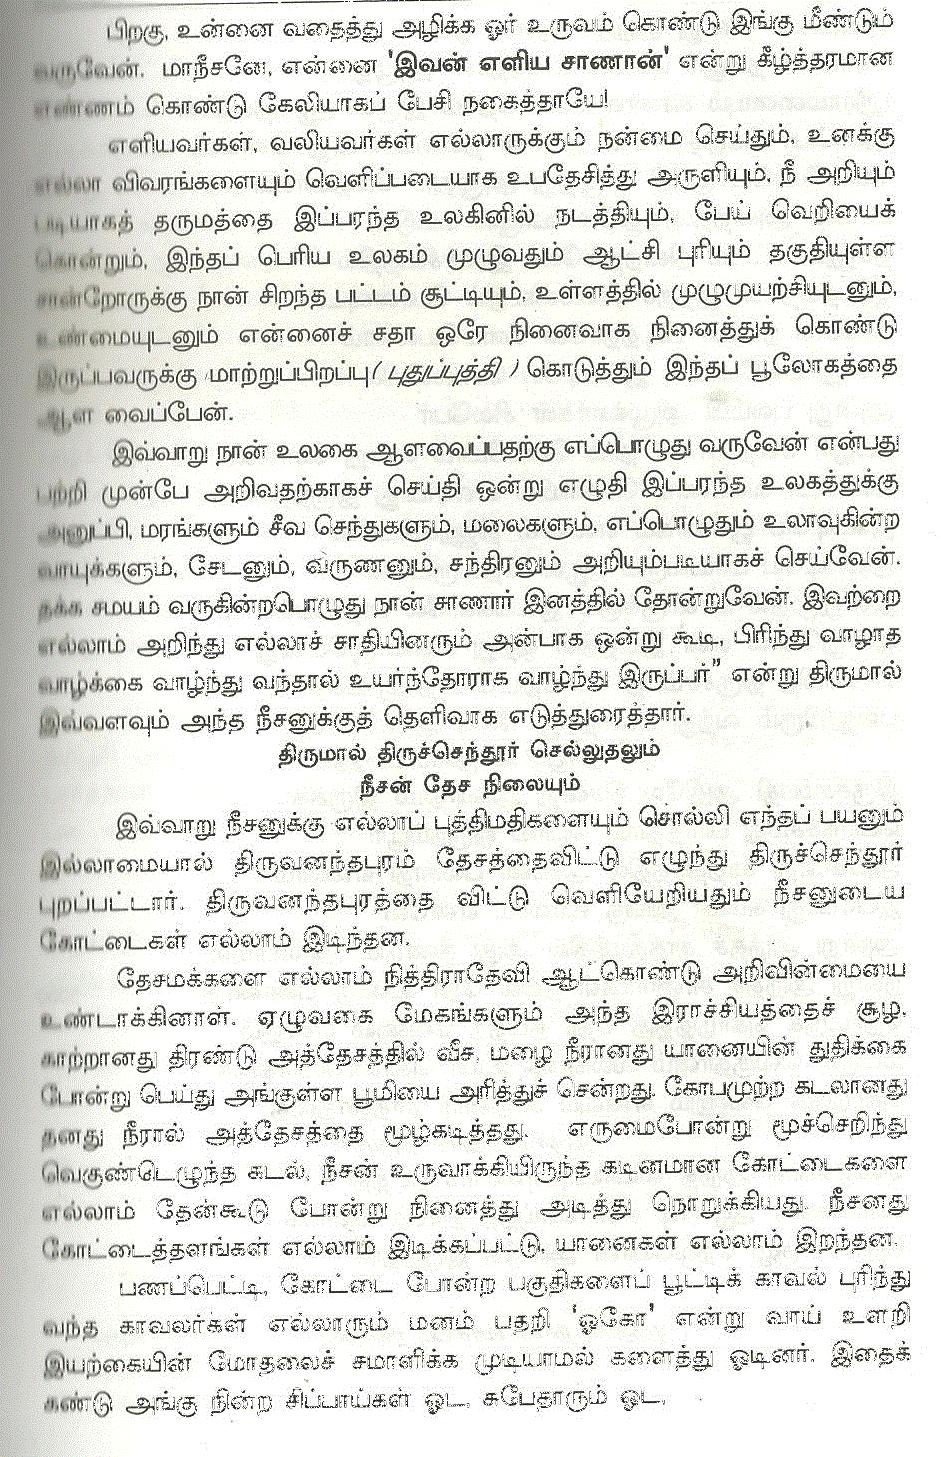 பிறகு, உன்னை வதைத்து அழிக்க ஓர் உருவம் கொண்டு இங்கு மீண்டும்
வருவேன். மாநீசனே, என்னை 'இவன் எளிய சாணான்' என்று கீழ்த்தரமான
எண்ணம் கொண்டு கேலியாகப் பேசி நகைத்தாயே!
எளியவர்கள், வலியவர்கள் எல்லாருக்கும் நன்மை செய்தும், உனக்கு
எல்லா விவரங்களையும் வெளிப்படையாக உபதேசித்து அருளியும், நீ அறியும்
படியாகத் தருமத்தை இப்பரந்த உலகினில் நடத்தியும், பேய் வெறியைக்
கொன்றும், இந்தப் பெரிய உலகம் முழுவதும் ஆட்சி புரியும் தகுதியுள்ள
சான்றோருக்கு நான் சிறந்த பட்டம் சூட்டியும், உள்ளத்தில் முழுமுயற்சியுடனும்,
உண்மையுடனும் என்னைச் சதா ஒரே நினைவாக நினைத்துக் கொண்டு
இருப்பவருக்கு மாற்றுப்பிறப்பு( புதுப்புத்தி ) கொடுத்தும் இந்தப் பூலோகத்தை
ஆள வைப்பேன்.
இவ்வாறு நான் உலகை ஆளவைப்பதற்கு எப்பொழுது வருவேன் என்பது
பற்றி முன்பே அறிவதற்காகச் செய்தி ஒன்று எழுதி இப்பரந்த உலகத்துக்கு
அனுப்பி, மரங்களும் சீவ செந்துகளும், மலைகளும், எப்பொழுதும் உலாவுகின்ற
வாயுக்களும், சேடனும், வருணனும், சந்திரனும் அறியும்படியாகச் செய்வேன்.
தக்க சமயம் வருகின்றபொழுது நான் சாணார் இனத்தில் தோன்றுவேன். இவற்றை
எல்லாம் அறிந்து எல்லாச் சாதியினரும் அன்பாக ஒன்று கூடி, பிரிந்து வாழாத
வாழ்க்கை வாழ்ந்து வந்தால் உயர்ந்தோராக வாழ்ந்து இருப்பர்” என்று திருமால்
இவ்வளவும் அந்த நீசனுக்குத் தெளிவாக எடுத்துரைத்தார்.
திருமால் திருச்செந்தூர் செல்லுதலும்
நீசன் தேச நிலையும்
இவ்வாறு நீசனுக்கு எல்லாப் புத்திமதிகளையும் சொல்லி எந்தப் பயனும்
இல்லாமையால் திருவனந்தபுரம் தேசத்தைவிட்டு எழுந்து திருச்செந்தூர்
புறப்பட்டார். திருவனந்தபுரத்தை விட்டு வெளியேறியதும் நீசனுடைய
கோட்டைகள் எல்லாம் இடிந்தன.
தேசமக்களை எல்லாம் நித்திராதேவி ஆட்கொண்டு அறிவின்மையை
உண்டாக்கினாள். ஏழுவகை மேகங்களும் அந்த இராச்சியத்தைச் சூழ,
காற்றானது திரண்டு அத்தேசத்தில் வீச, மழை நீரானது யானையின் துதிக்கை
போன்று பெய்து அங்குள்ள பூமியை அரித்துச் சென்றது. கோபமுற்ற கடலானது
தனது நீரால் அத்தேசத்தை மூழ்கடித்தது. எருமைபோன்று மூச்செறிந்து
வெகுண்டெழுந்த கடல், நீசன் உருவாக்கியிருந்த கடினமான கோட்டைகளை
எல்லாம் தேன்கூடு போன்று நினைத்து அடித்து நொறுக்கியது. நீசனது
கோட்டைத்தளங்கள் எல்லாம் இடிக்கப்பட்டு, யானைகள் எல்லாம் இறந்தன.
பணப்பெட்டி, கோட்டை போன்ற பகுதிகளைப் பூட்டிக் காவல் புரிந்து
வந்த காவலர்கள் எல்லாரும் மனம் பதறி 'ஓகோ' என்று வாய் உளறி
இயற்கையின் மோதலைச் சமாளிக்க முடியாமல் களைத்து ஓடினர். இதைக்
கண்டு அங்கு நின்ற சிப்பாய்கள் ஓட, சுபேதாரும் ஓட,